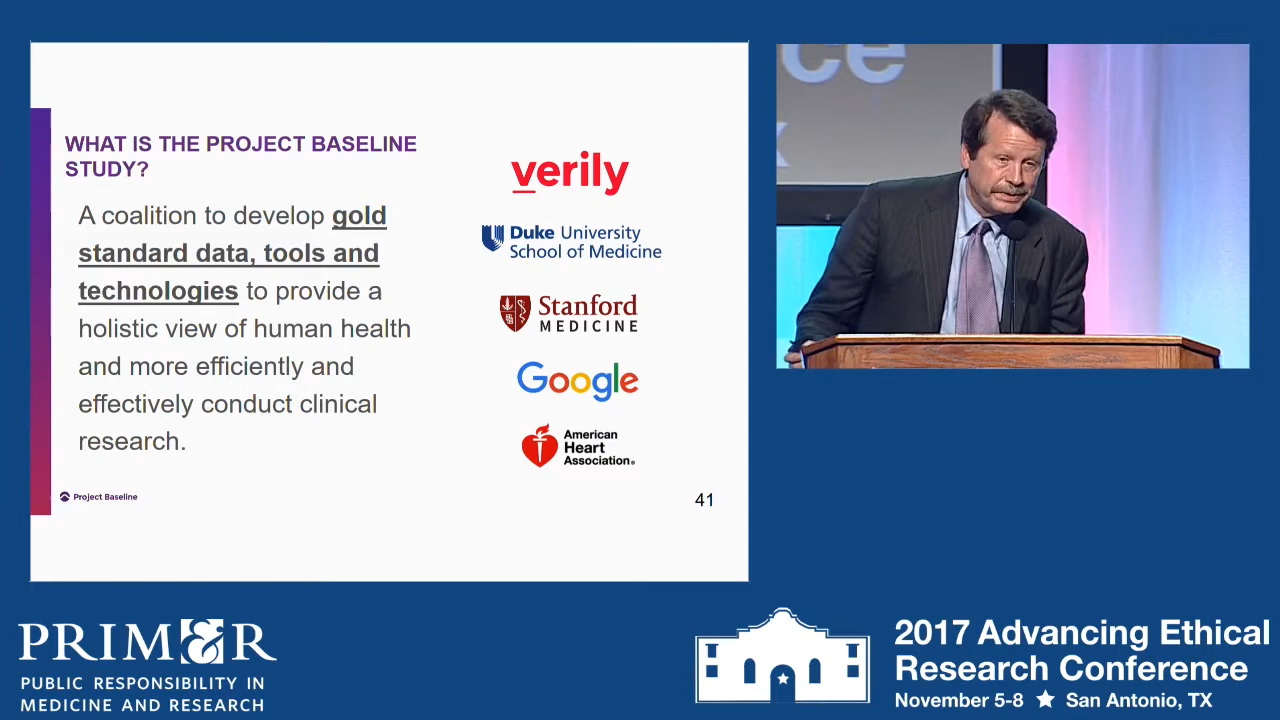 WHAT IS THE PROJECT BASELINE
STUDY?
A coalition to develop gold
standard data, tools and
technologies to provide a
holistic view of human health
and more efficiently and
effectively conduct clinical
research.
Project Baseline
verily
Duke University
School of Medicine
Stanford
MEDICINE
Google
American
Heart
Association®
41
ce
PRIM&R
PUBLIC RESPONSIBILITY IN
MEDICINE AND RESEARCH
2017 Advancing Ethical
Research Conference
November 5-8 ★ San Antonio, TX